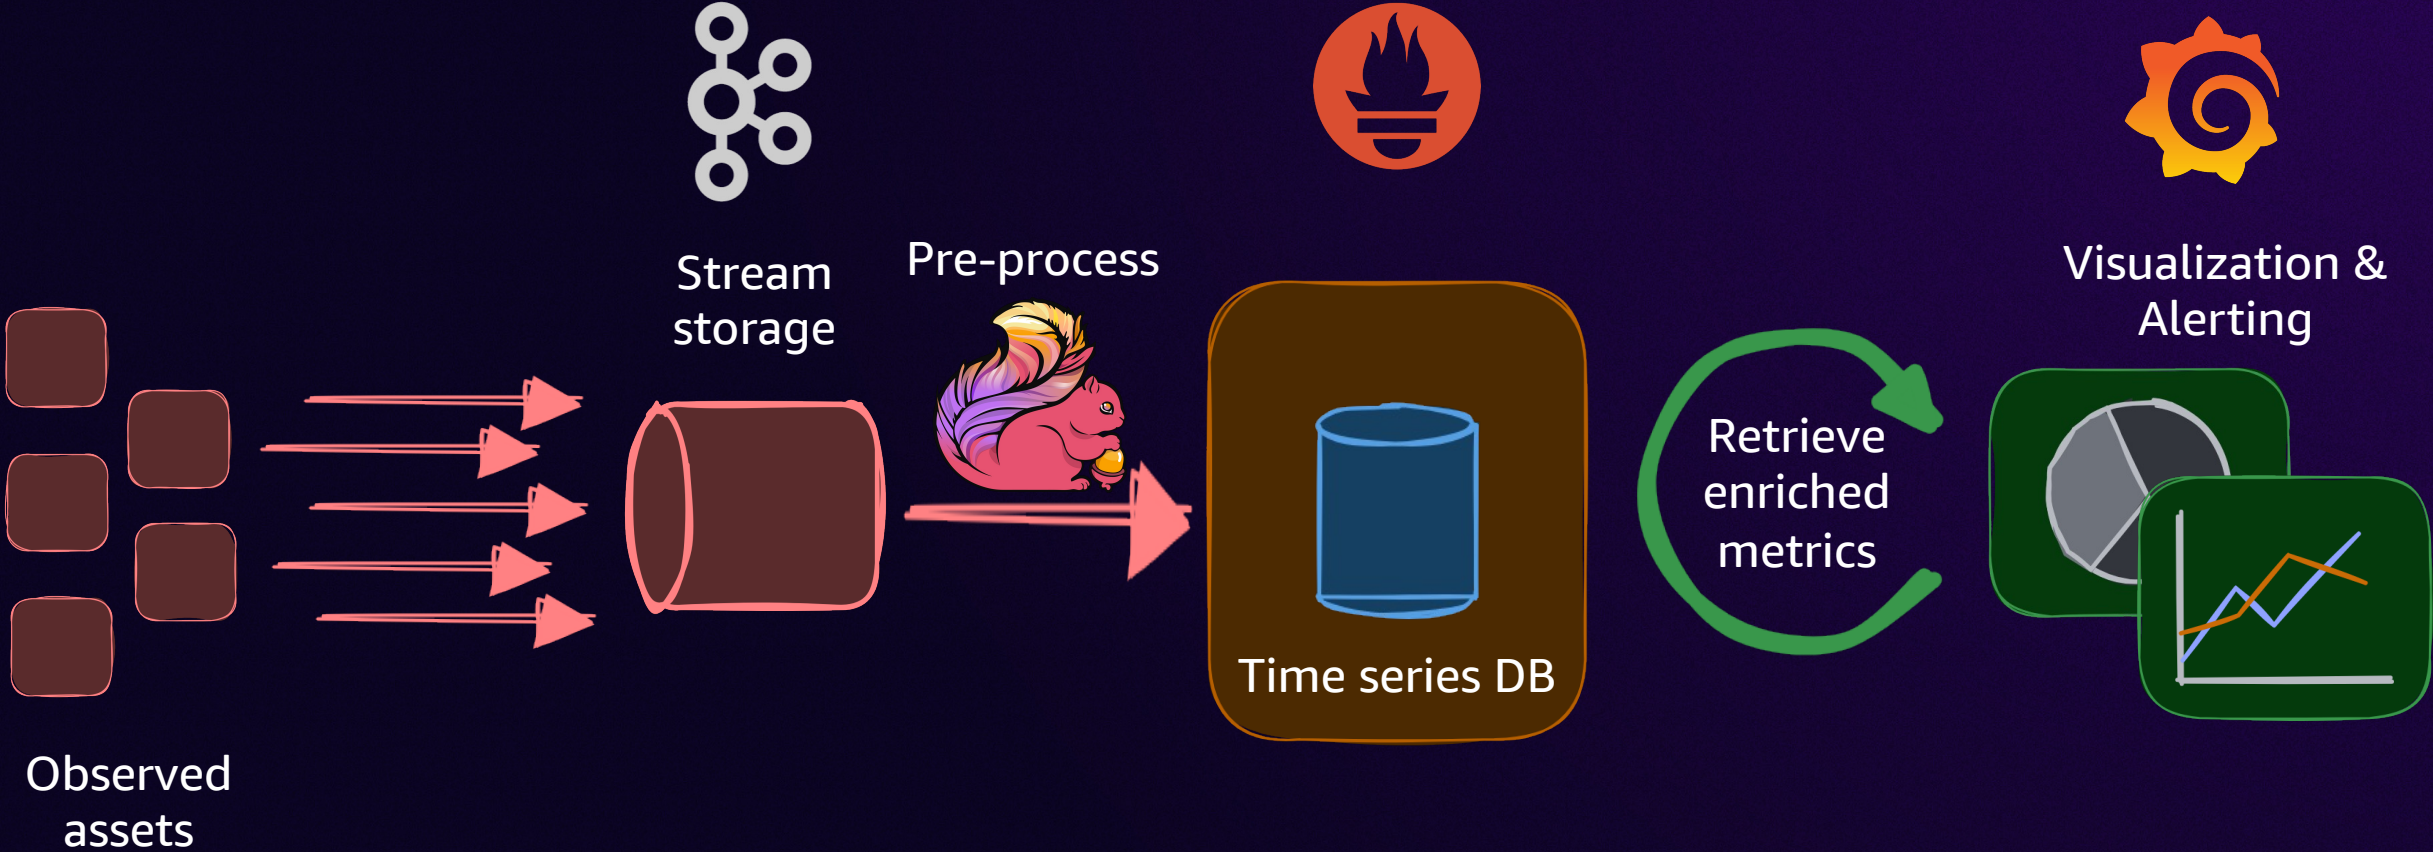 Stream
storage
Pre-process
Visualization &
Alerting
Retrieve
enriched
metrics
Time series DB
Observed
assets